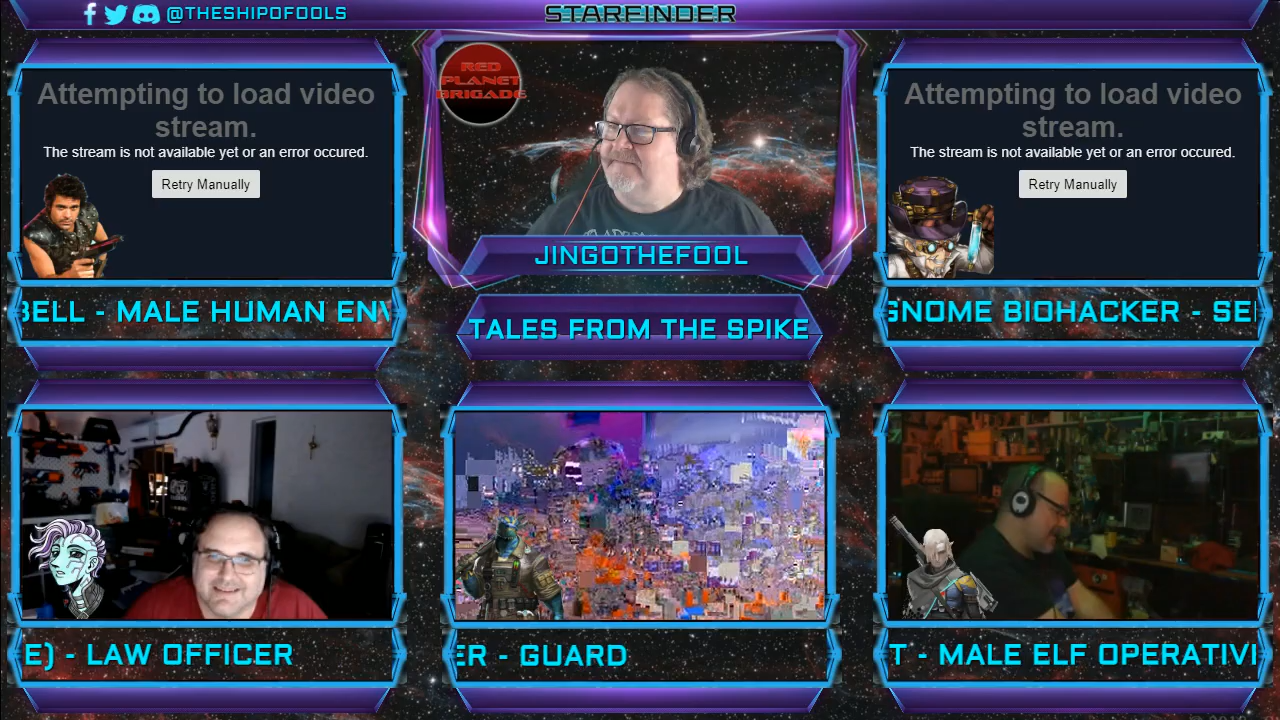 @THESHIPOFFOOLS
STARFINDER
Attempting to load video
stream.
The stream is not available yet or an error occured.
Retry Manually
RED
PLANET
BRIGADE
JINGOTHEFOOL
Attempting to load video
stream.
The stream is not available yet or an error occured.
Retry Manually
BELL - MALE HUMAN ENV
TALES FROM THE SPIKE
GNOME BIOHACKER - SE
E) - LAW OFFICER
ER - GUARD
T - MALE ELF OPERATIV